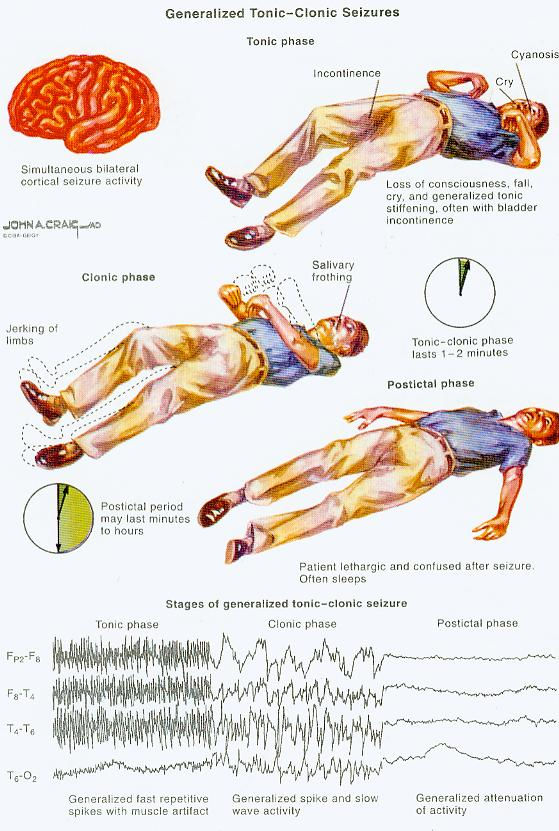 Generalized Tonic–Clonic Seizures
Tonic phase
Cyanosis
Incontinence
Cry
Simultaneous bilateral
cortical seizure activity
Loss of consciousness, fall,
cry, and generalized tonic
stiffening, often with bladder
incontinence
JOHN A. CRAIG—AD
©CIBA-GEIGY
Clonic phase
Salivary
frothing
Jerking of
limbs
Tonic-clonic phase
lasts 1–2 minutes
Postictal phase
Postictal period
may last minutes
to hours
Patient lethargic and confused after seizure.
Often sleeps
Stages of generalized tonic–clonic seizure
Tonic phase
Clonic phase
Postictal phase
FP2-F8
F8-T4
T4-T6
T6-O2
Generalized fast repetitive
spikes with muscle artifact
Generalized spike and slow
wave activity
Generalized attenuation
of activity